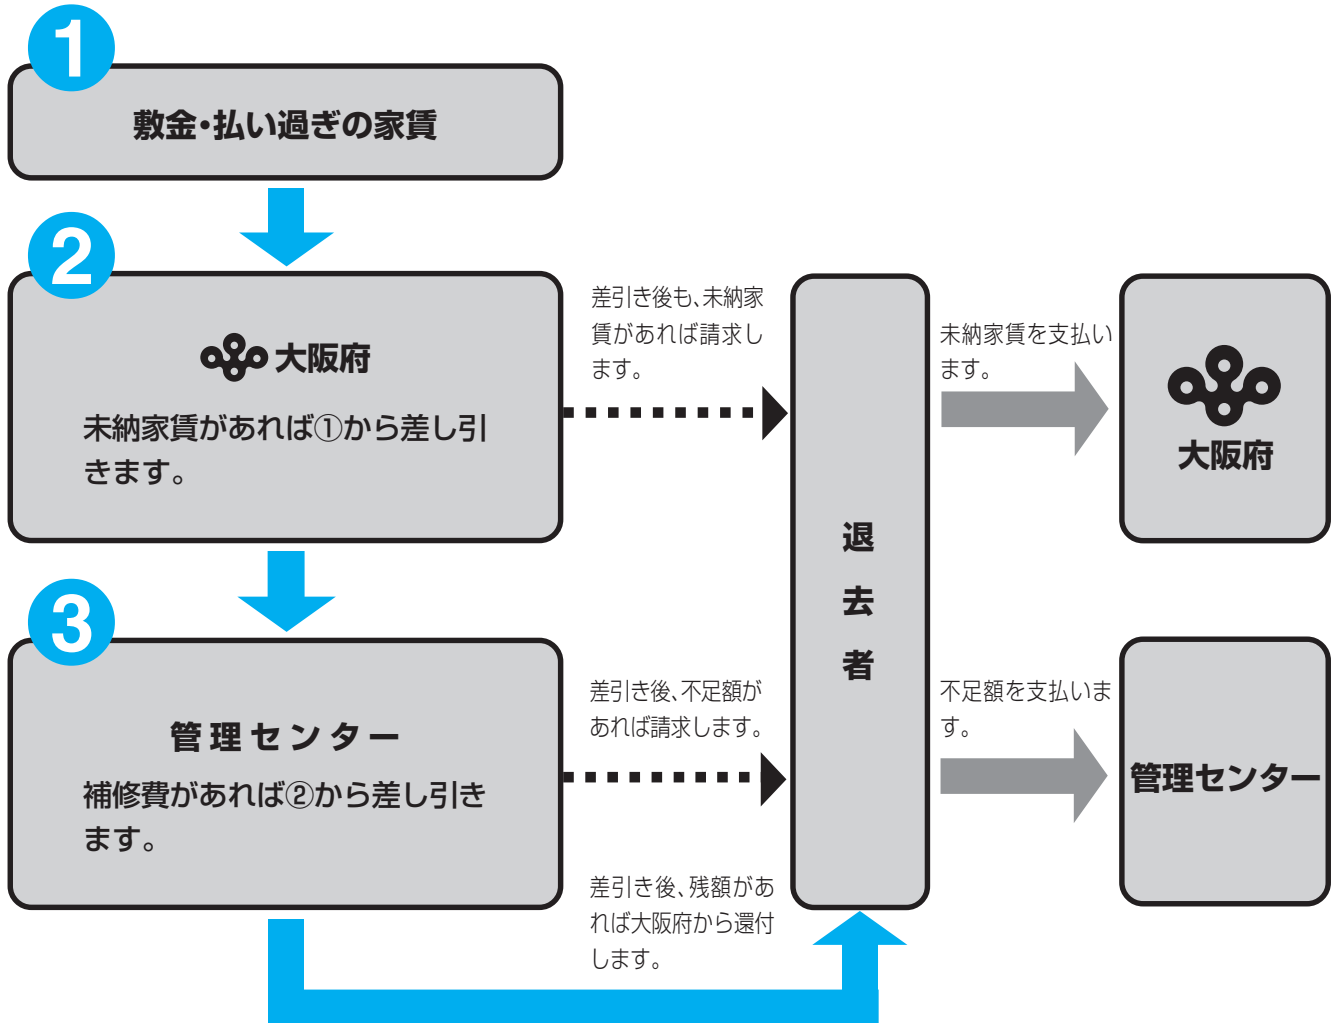 1
敷金・払い過ぎの家賃
2
大阪府
未納家賃があれば①から差し引
きます。
差引き後も、未納家
賃があれば請求し
ます。
退去者
未納家賃を支払い
ます。
大阪府
3
管理センター
補修費があれば②から差し引き
ます。
差引き後、不足額が
あれば請求します。
不足額を支払いま
す。
管理センター
差引き後、残額があ
れば大阪府から還付
します。